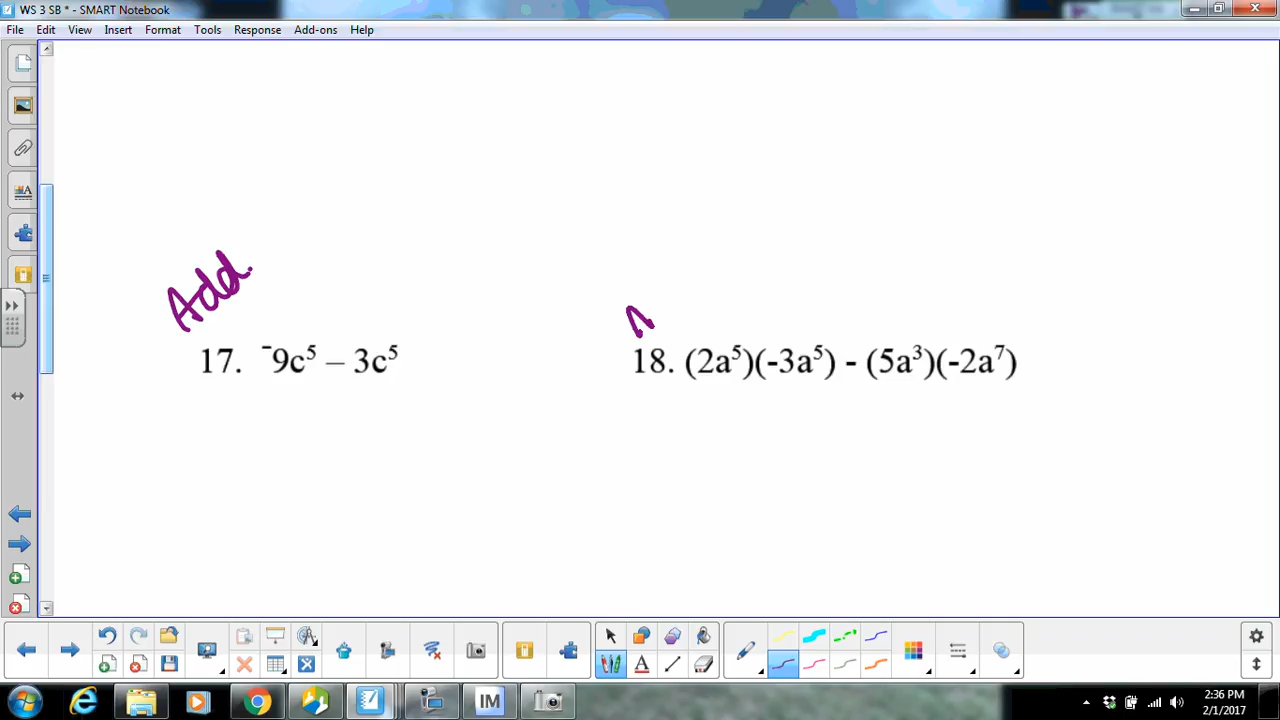 WS 3 SB * - SMART Notebook
File Edit View Insert Format Tools Response Add-ons Help
Add
17. ⁻9c⁵ – 3c⁵
18. (2a⁵)(-3a⁵) - (5a³)(-2a⁷)
A
A
IM
2:36 PM
2/1/2017